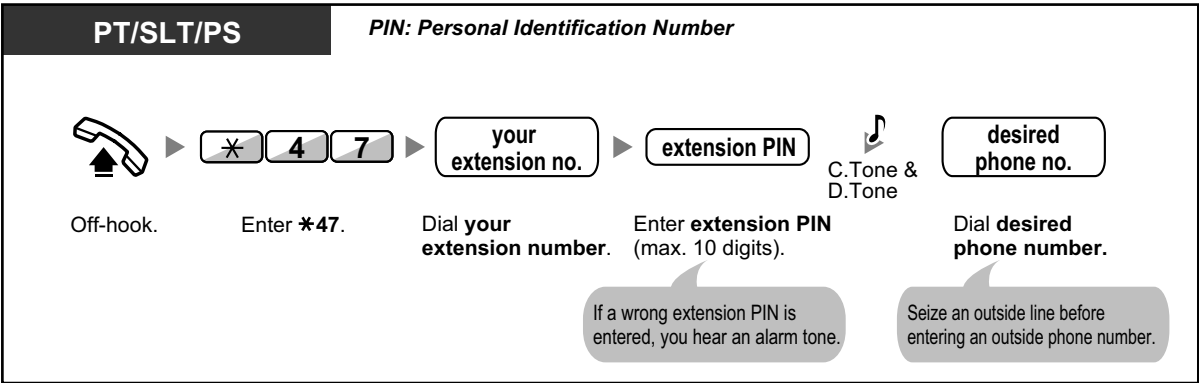 PT/SLT/PS
PIN: Personal Identification Number
* 4 7
your
extension no.
extension PIN
C.Tone &
D.Tone
desired
phone no.
Off-hook.
Enter *47.
Dial your
extension number.
Enter extension PIN
(max. 10 digits).
Dial desired
phone number.
If a wrong extension PIN is
entered, you hear an alarm tone.
Seize an outside line before
entering an outside phone number.